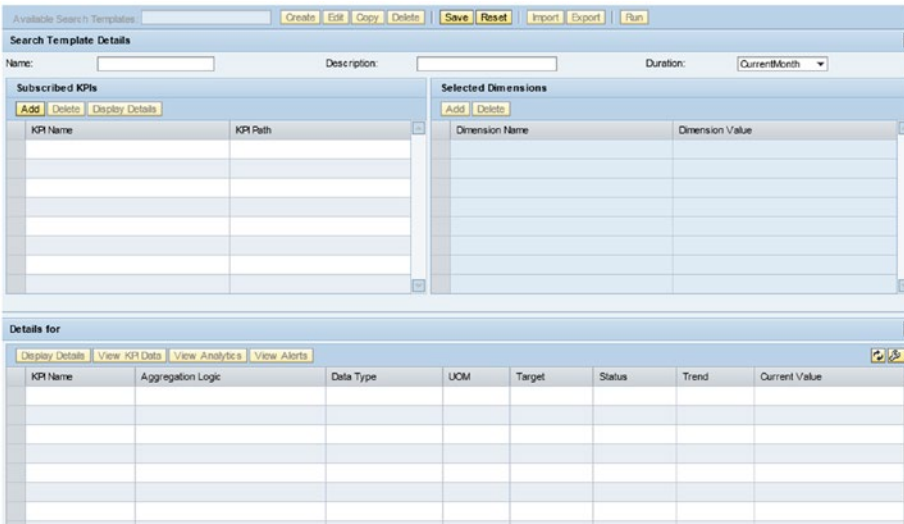 Available Search Templates: Create Edit Copy Delete Save Reset Import Export Run
Search Template Details
Name: Description: Duration: CurrentMonth
Subscribed KPIs Selected Dimensions
Add Delete Display Details Add Delete
KPI Name KPI Path Dimension Name Dimension Value
Details for
Display Details View KPI Data View Analytics View Alerts
KPI Name Aggregation Logic Data Type UOM Target Status Trend Current Value